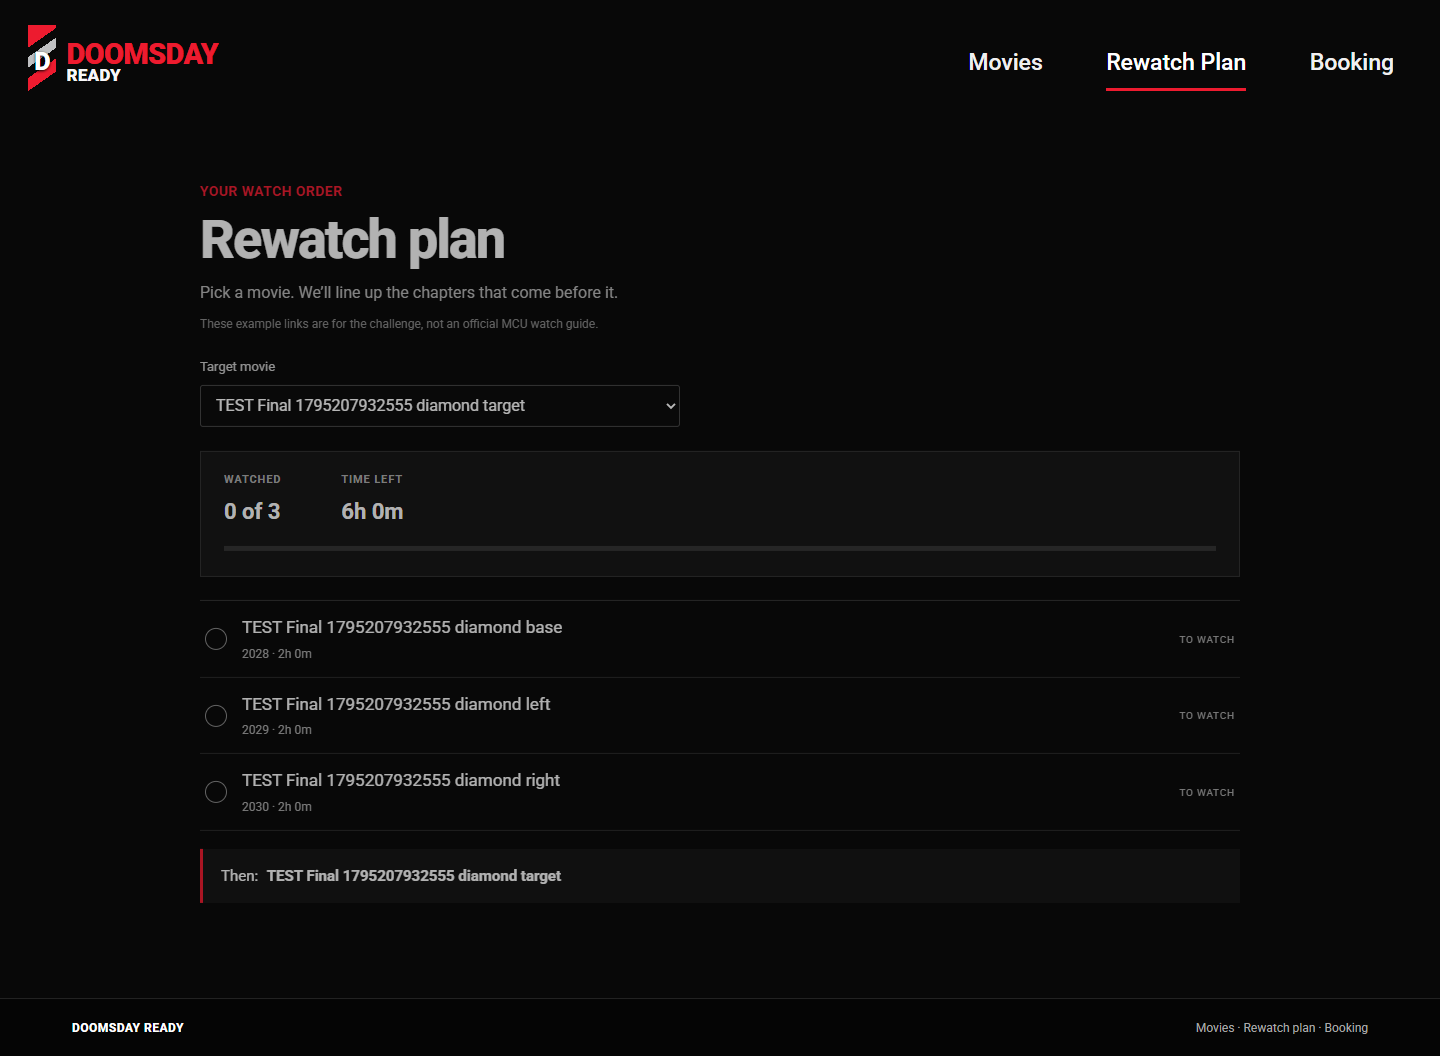 D DOOMSDAY
READY
Movies
Rewatch Plan
Booking
YOUR WATCH ORDER
Rewatch plan
Pick a movie. We’ll line up the chapters that come before it.
These example links are for the challenge, not an official MCU watch guide.
Target movie
TEST Final 1795207932555 diamond target
WATCHED
0 of 3
TIME LEFT
6h 0m
TEST Final 1795207932555 diamond base
2028 · 2h 0m
TO WATCH
TEST Final 1795207932555 diamond left
2029 · 2h 0m
TO WATCH
TEST Final 1795207932555 diamond right
2030 · 2h 0m
TO WATCH
Then: TEST Final 1795207932555 diamond target
DOOMSDAY READY
Movies · Rewatch plan · Booking